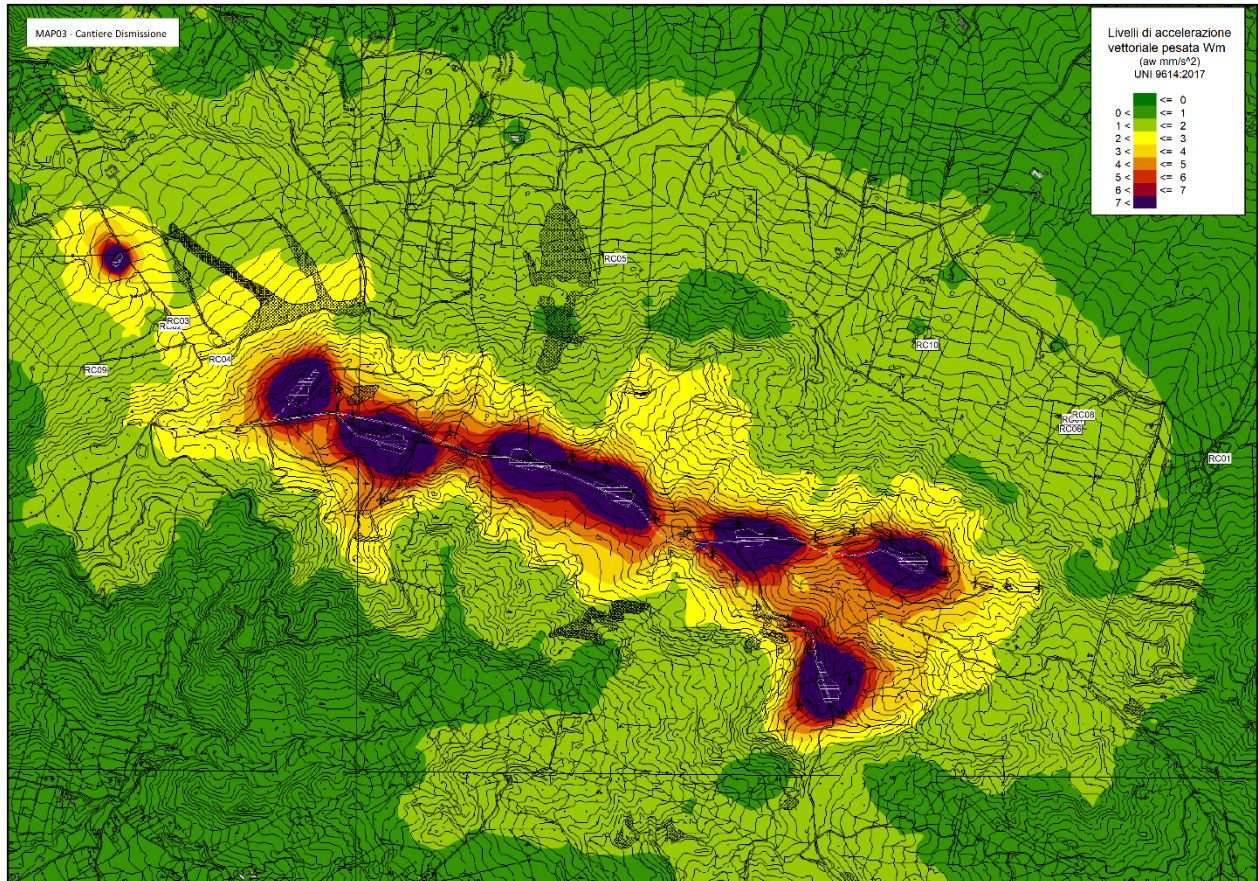 MAP03 - Cantiere Dismissione
Livelli di accelerazione
vettoriale pesata Wm
(aw mm/s^2)
UNI 9614:2017
<= 0
0 < <= 1
1 < <= 2
2 < <= 3
3 < <= 4
4 < <= 5
5 < <= 6
6 < <= 7
7 <
RC05
RC03
RC02
RC04
RC09
RC10
RC08
RC06
RC01